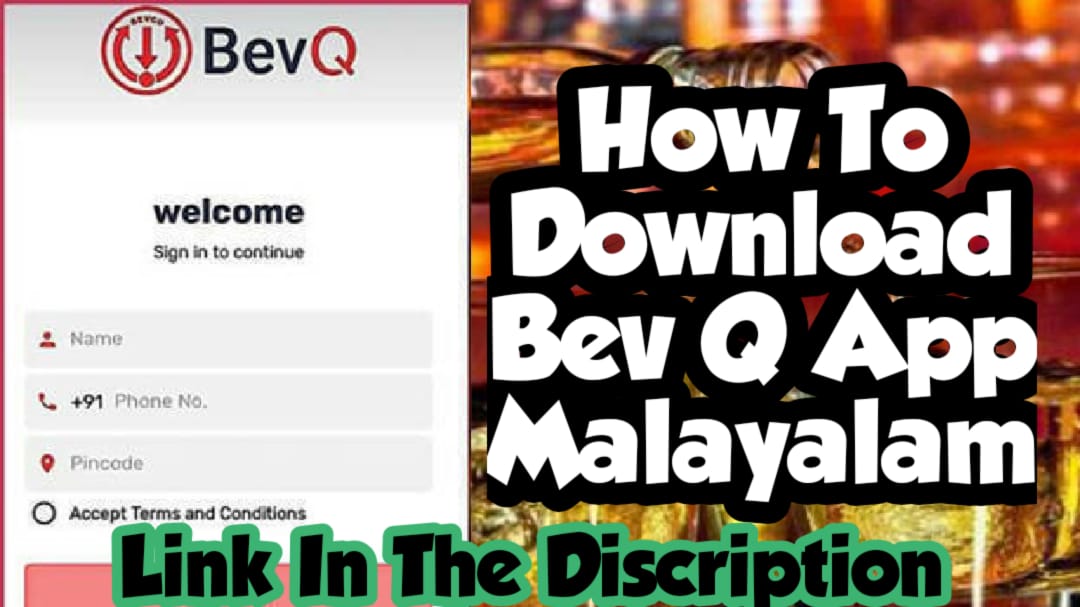 BEVCO
BevQ
welcome
Sign in to continue
Name
+91 Phone No.
Pincode
Accept Terms and Conditions
How To
Download
Bev Q App
Malayalam
Link In The Discription